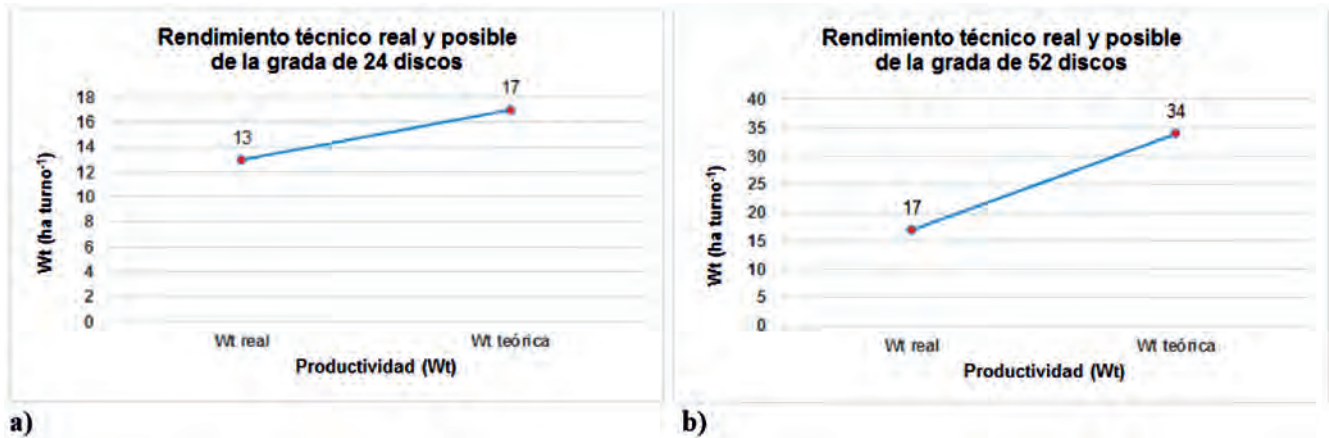 Rendimiento técnico real y posible
de la grada de 24 discos
Wt (ha turno⁻¹)
18
16
14
12
10
8
6
4
2
0
13
17
Wt real
Wt teórica
Productividad (Wt)
a)
Rendimiento técnico real y posible
de la grada de 52 discos
Wt (ha turno⁻¹)
40
35
30
25
20
15
10
5
0
17
34
Wt real
Wt teórica
Productividad (Wt)
b)